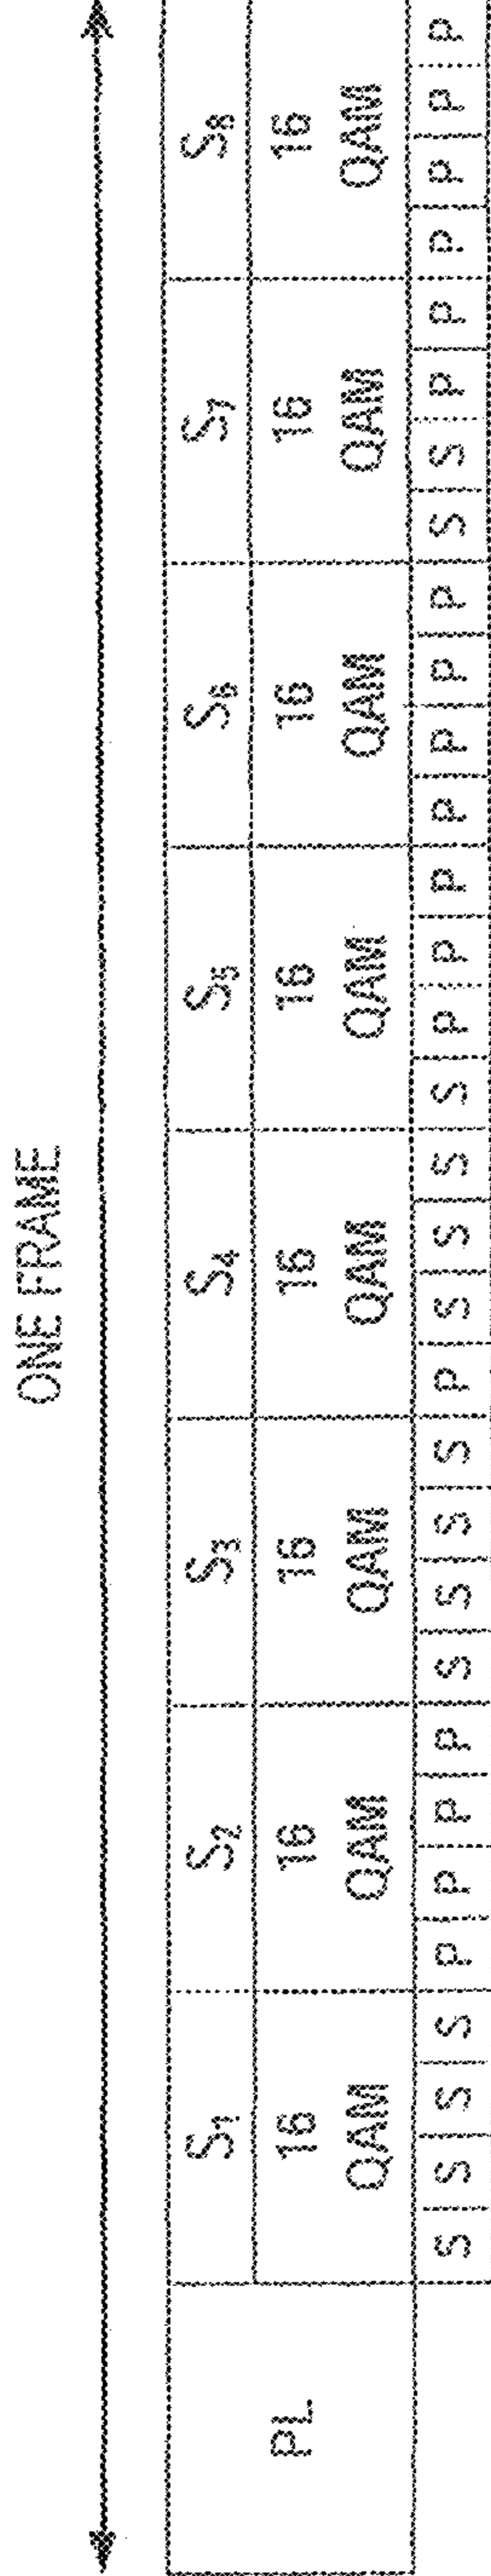 ONE FRAME
PL S1 S2 S3 S4 S5 S6 S7 S8
16 16 16 16 16 16 16 16
QAM QAM QAM QAM QAM QAM QAM QAM
S S S S P P P P S S S S P S S S S P P P P P P P S S P P P P P P